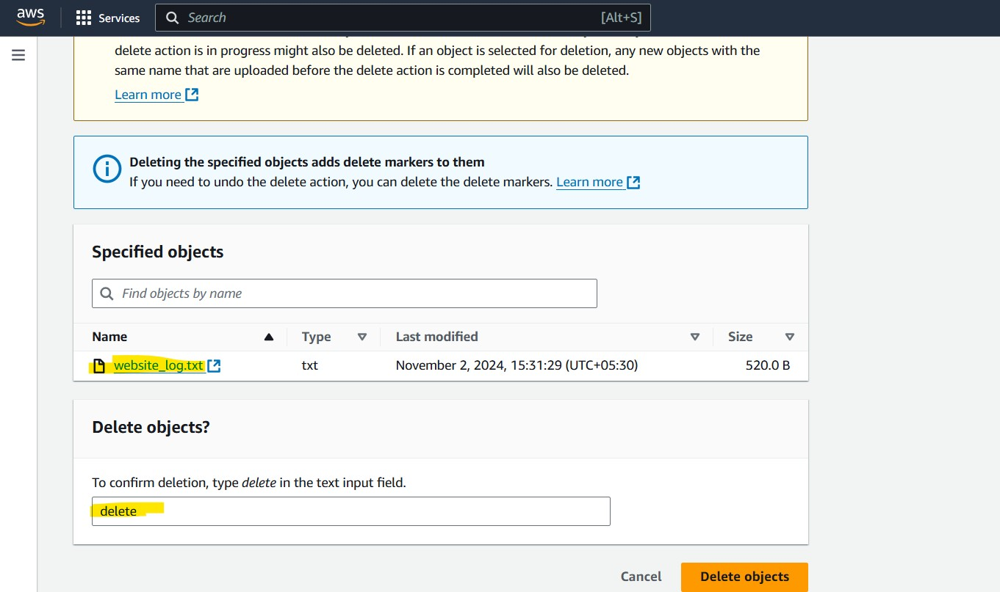 aws
Services
Search
[Alt+S]
delete action is in progress might also be deleted. If an object is selected for deletion, any new objects with the
same name that are uploaded before the delete action is completed will also be deleted.
Learn more
Deleting the specified objects adds delete markers to them
If you need to undo the delete action, you can delete the delete markers. Learn more
Specified objects
Find objects by name
Name Type Last modified Size
website_log.txt txt November 2, 2024, 15:31:29 (UTC+05:30) 520.0 B
Delete objects?
To confirm deletion, type delete in the text input field.
delete
Cancel Delete objects